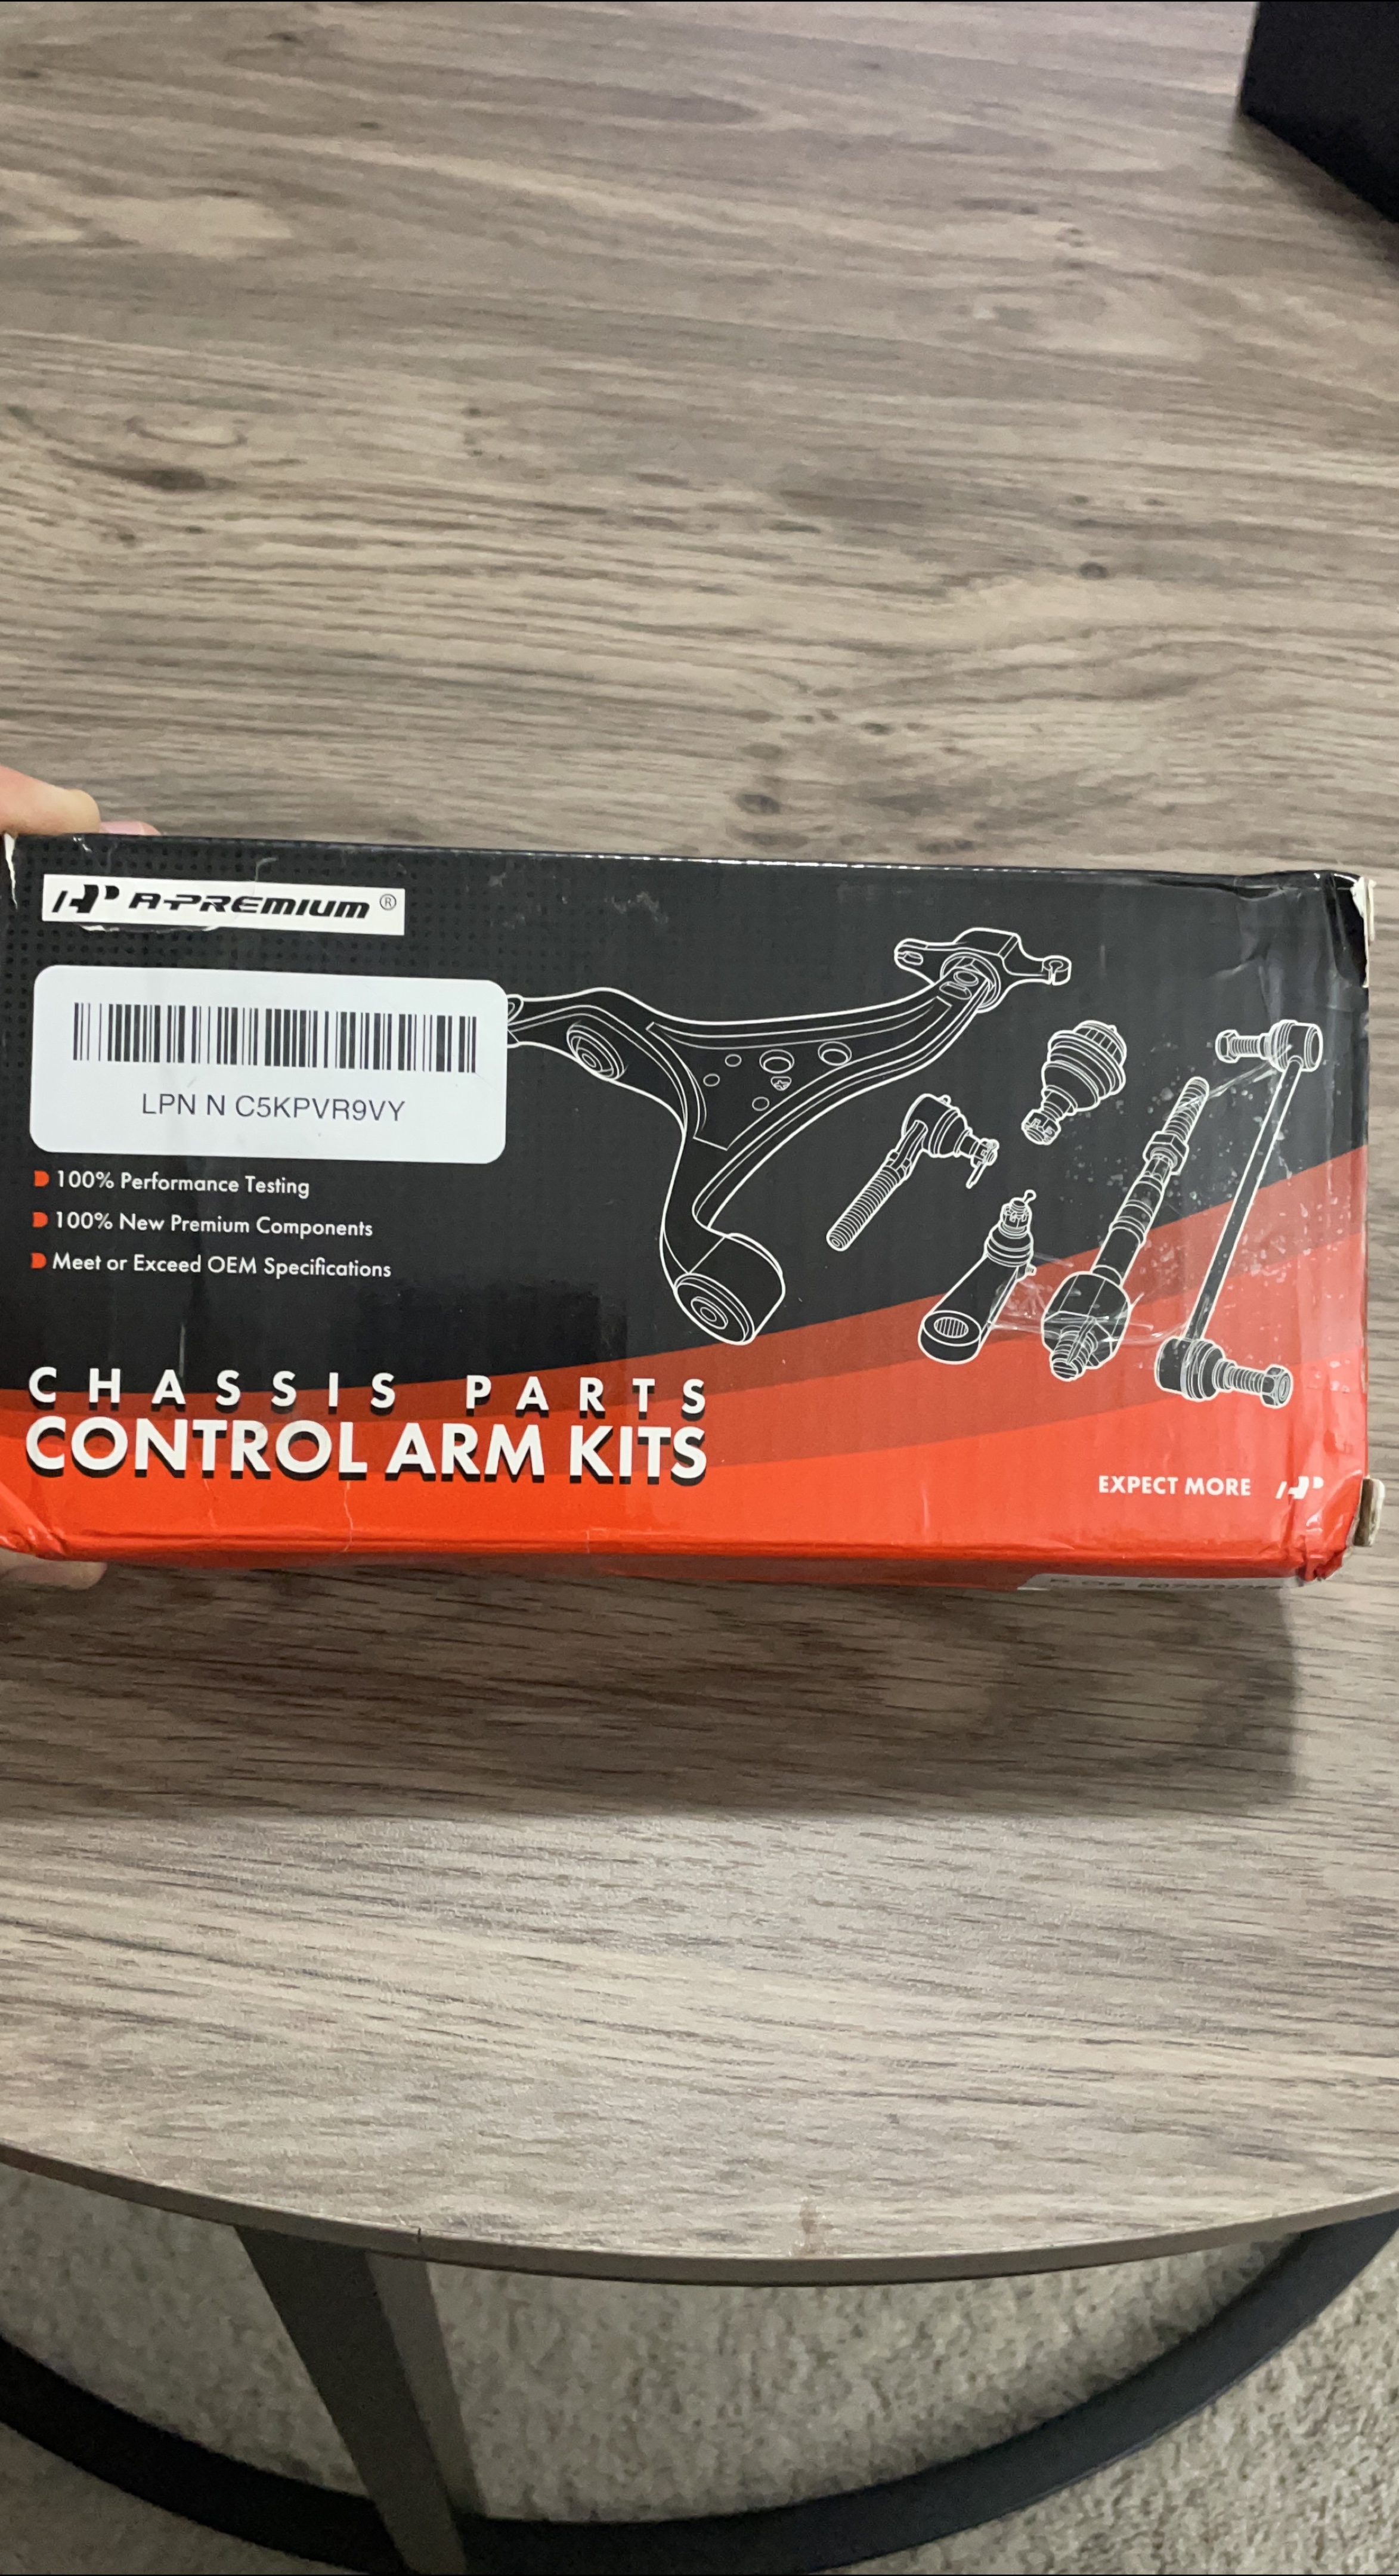 A-PREMIUM®
LPN N C5KPVR9VY
100% Performance Testing
100% New Premium Components
Meet or Exceed OEM Specifications
CHASSIS PARTS
CONTROL ARM KITS
EXPECT MORE